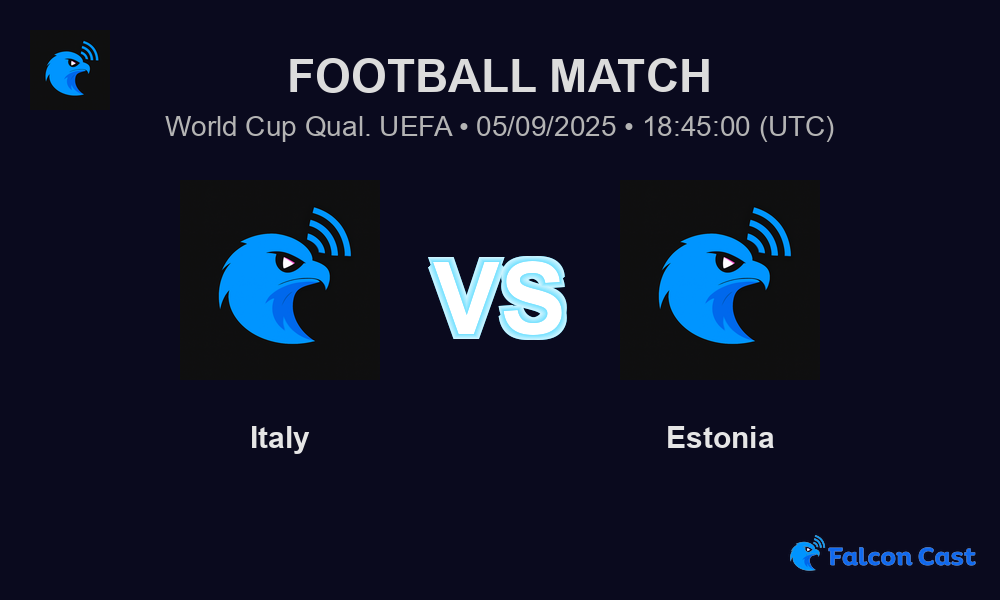 FOOTBALL MATCH
World Cup Qual. UEFA • 05/09/2025 • 18:45:00 (UTC)
VS
Italy
Estonia
Falcon Cast